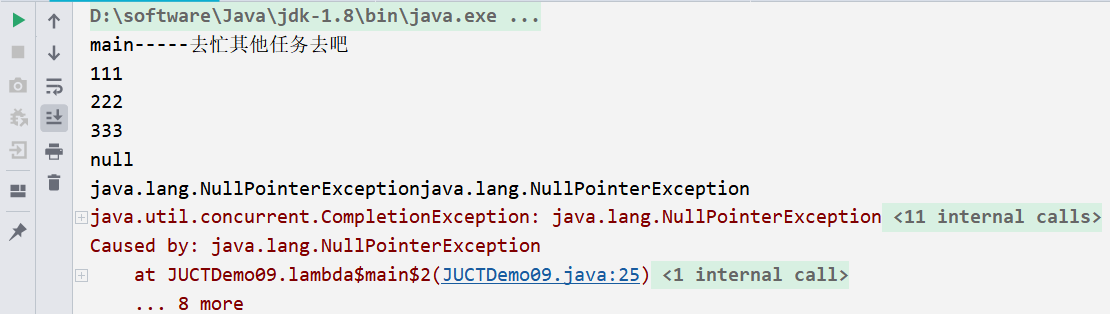 D:\software\Java\jdk-1.8\bin\java.exe ...
main-----去忙其他任务去吧
111
222
333
null
java.lang.NullPointerExceptionjava.lang.NullPointerException
java.util.concurrent.CompletionException: java.lang.NullPointerException <11 internal calls>
Caused by: java.lang.NullPointerException
    at JUCTDemo09.lambda$main$2(JUCTDemo09.java:25) <1 internal call>
    ... 8 more